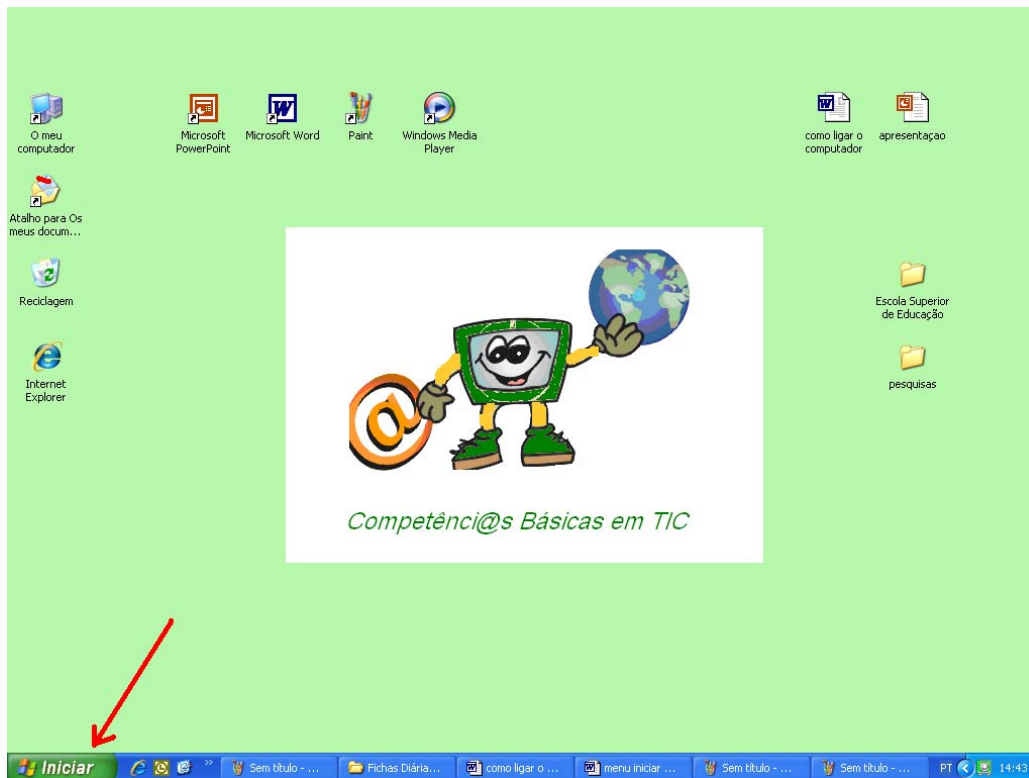 O meu
computador
Microsoft
PowerPoint
Microsoft Word
Paint
Windows Media
Player
como ligar o
computador
apresentaçao
Atalho para Os
meus docum...
Reciclagem
Escola Superior
de Educação
Internet
Explorer
pesquisas
@
Competênci@s Básicas em TIC
Iniciar
»
Sem título - ...
Fichas Diária...
como ligar o ...
menu iniciar ...
Sem título - ...
Sem título - ...
PT
14:43